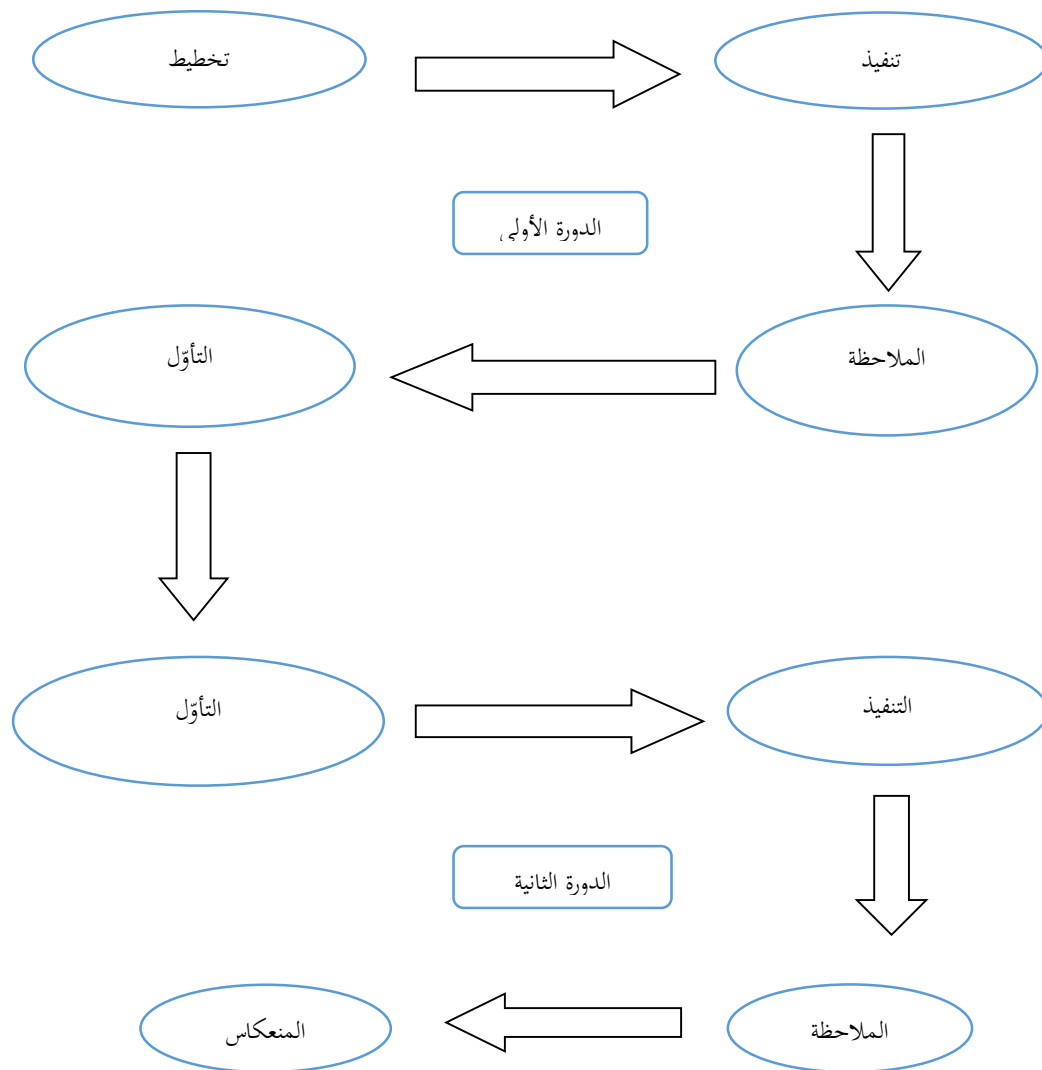 تخطيط
تنفيذ
الدورة الأولى
التأوّل
الملاحظة
التأوّل
التنفيذ
الدورة الثانية
المنعكاس
الملاحظة